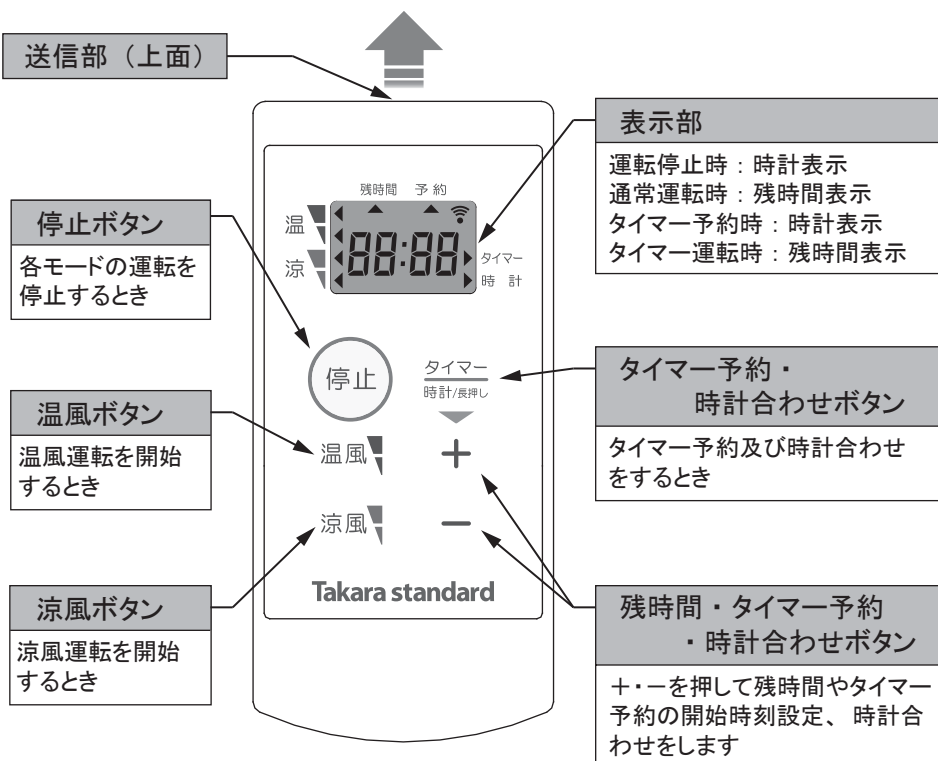 送信部（上面）
表示部
運転停止時：時計表示
通常運転時：残時間表示
タイマー予約時：時計表示
タイマー運転時：残時間表示
停止ボタン
各モードの運転を
停止するとき
残時間 予約
温
涼
88:88
タイマー
時 計
停止
タイマー
時計/長押し
温風
＋
涼風
－
Takara standard
タイマー予約・
時計合わせボタン
タイマー予約及び時計合わせ
をするとき
温風ボタン
温風運転を開始
するとき
涼風ボタン
涼風運転を開始
するとき
残時間・タイマー予約
・時計合わせボタン
＋・－を押して残時間やタイマー
予約の開始時刻設定、時計合
わせをします